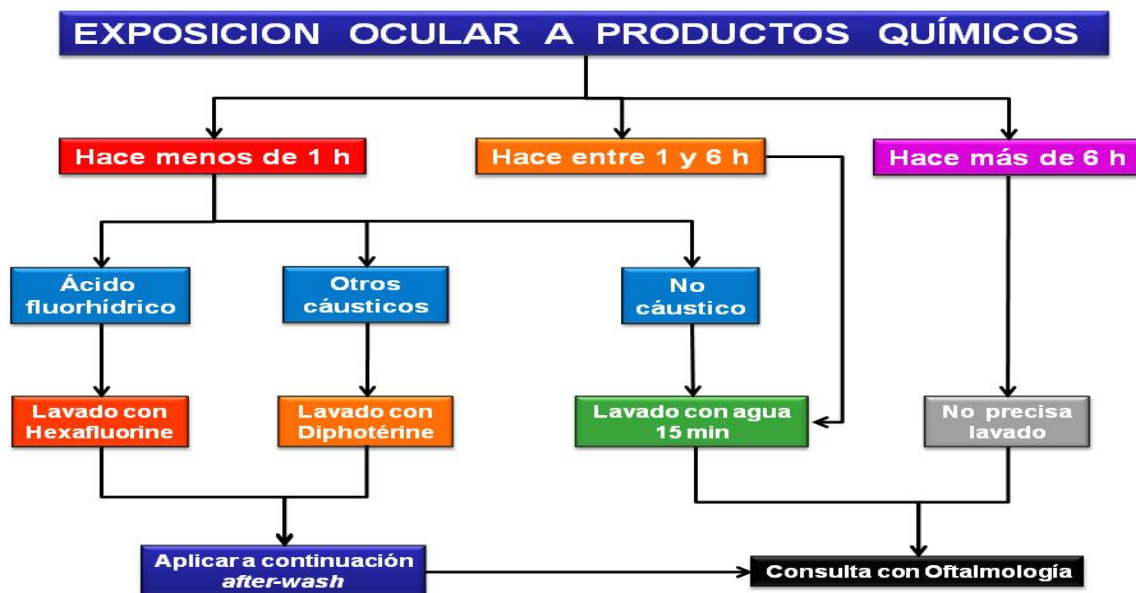 EXPOSICION OCULAR A PRODUCTOS QUÍMICOS
Hace menos de 1 h
Hace entre 1 y 6 h
Hace más de 6 h
Ácido
fluorhídrico
Otros
cáusticos
No
cáustico
Lavado con
Hexafluorine
Lavado con
Diphotérine
Lavado con agua
15 min
No precisa
lavado
Aplicar a continuación
after-wash
Consulta con Oftalmología